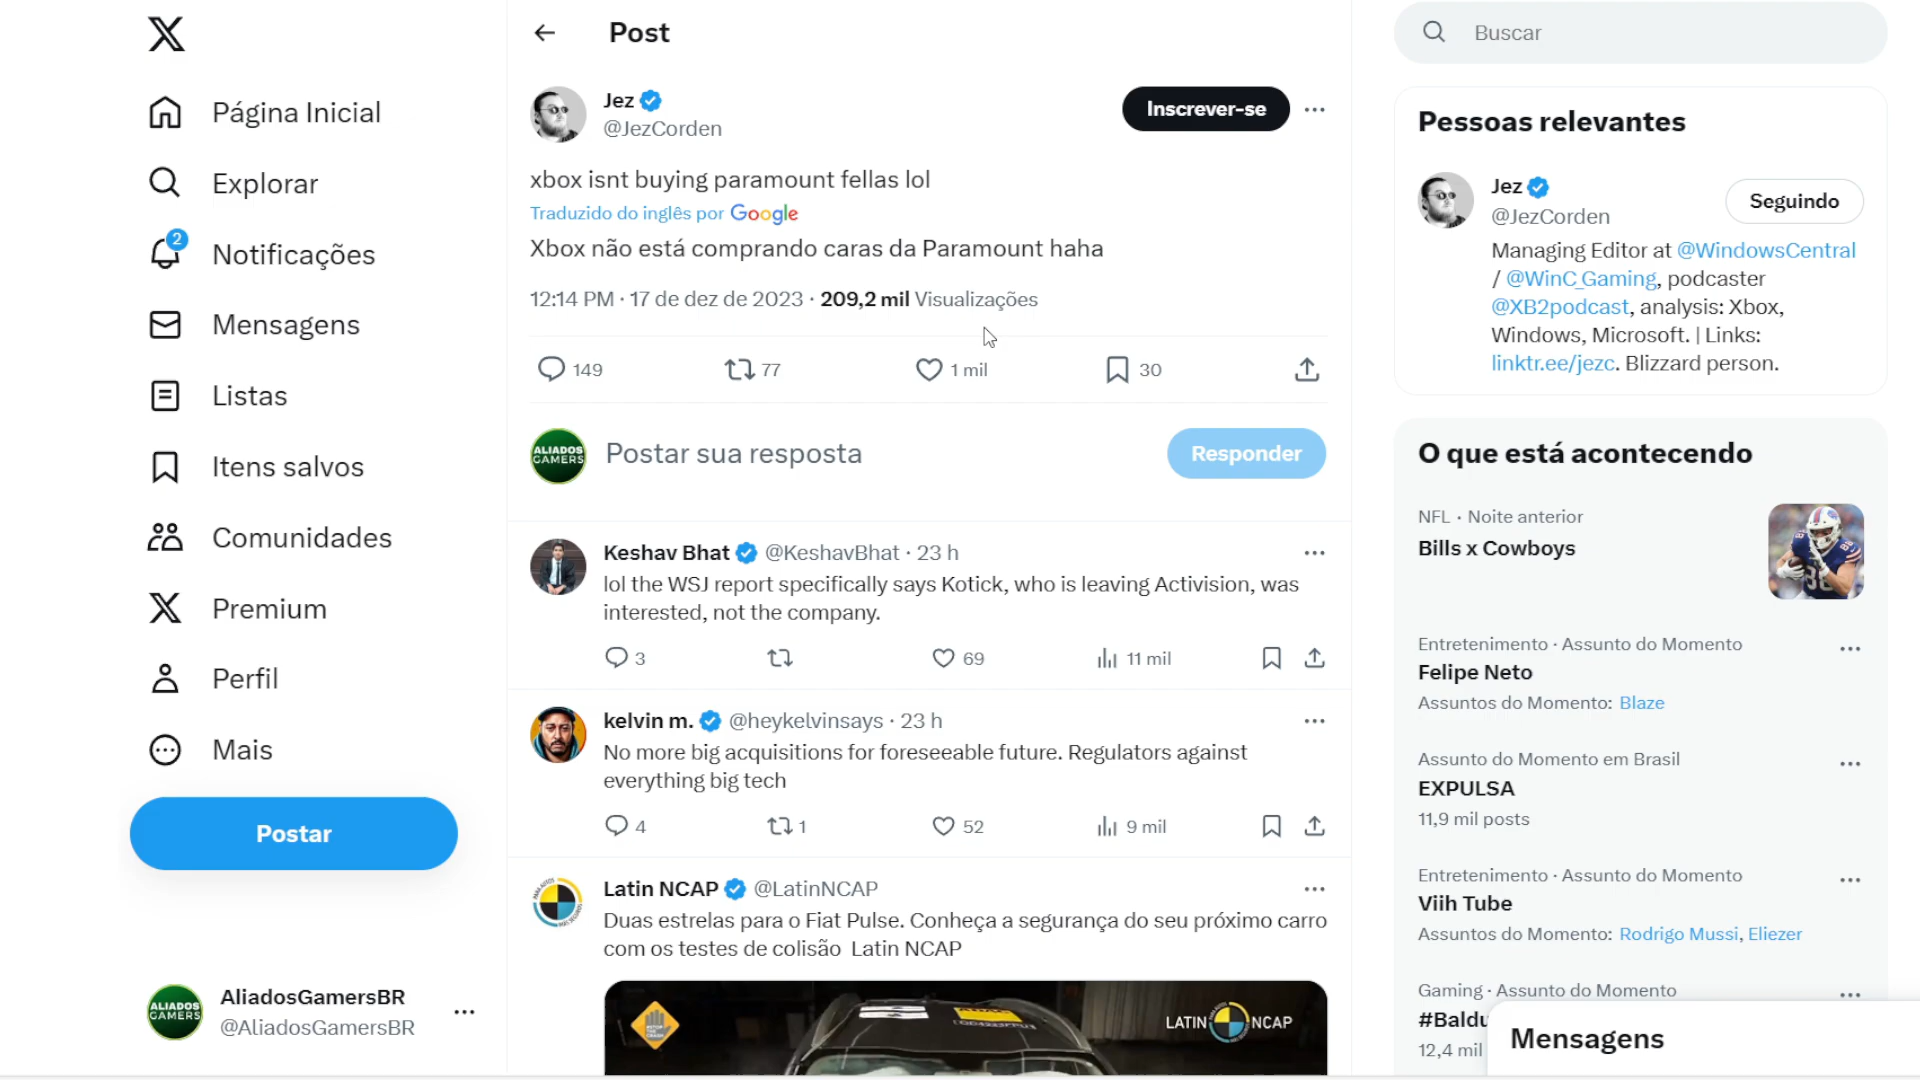 Página Inicial
Explorar
2
Notificações
Mensagens
Listas
Itens salvos
Comunidades
Premium
Perfil
Mais
Postar
ALIADOS
GAMERS
AliadosGamersBR
@AliadosGamersBR
Post
Jez
@JezCorden
Inscrever-se
xbox isnt buying paramount fellas lol
Traduzido do inglês por Google
Xbox não está comprando caras da Paramount haha
12:14 PM · 17 de dez de 2023 · 209,2 mil Visualizações
149 77 1 mil 30
ALIADOS
GAMERS
Postar sua resposta
Responder
Keshav Bhat @KeshavBhat · 23 h
lol the WSJ report specifically says Kotick, who is leaving Activision, was
interested, not the company.
3 69 11 mil
kelvin m. @heykelvinsays · 23 h
No more big acquisitions for foreseeable future. Regulators against
everything big tech
4 1 52 9 mil
Latin NCAP @LatinNCAP
Duas estrelas para o Fiat Pulse. Conheça a segurança do seu próximo carro
com os testes de colisão Latin NCAP
LATIN NCAP
Buscar
Pessoas relevantes
Jez
@JezCorden
Seguindo
Managing Editor at @WindowsCentral
/ @WinC_Gaming, podcaster
@XB2podcast, analysis: Xbox,
Windows, Microsoft. | Links:
linktr.ee/jezc. Blizzard person.
O que está acontecendo
NFL · Noite anterior
Bills x Cowboys
Entretenimento · Assunto do Momento
Felipe Neto
Assuntos do Momento: Blaze
Assunto do Momento em Brasil
EXPULSA
11,9 mil posts
Entretenimento · Assunto do Momento
Viih Tube
Assuntos do Momento: Rodrigo Mussi, Eliezer
Gaming · Assunto do Momento
#Baldu
12,4 mil
Mensagens